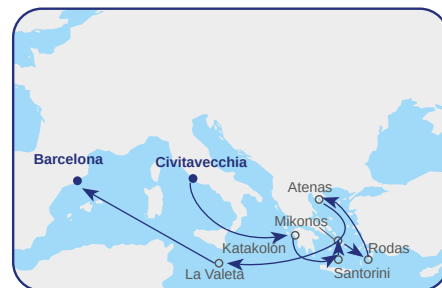 Barcelona
Civitavecchia
Atenas
Mikonos
Katakolon
Rodas
La Valeta
Santorini